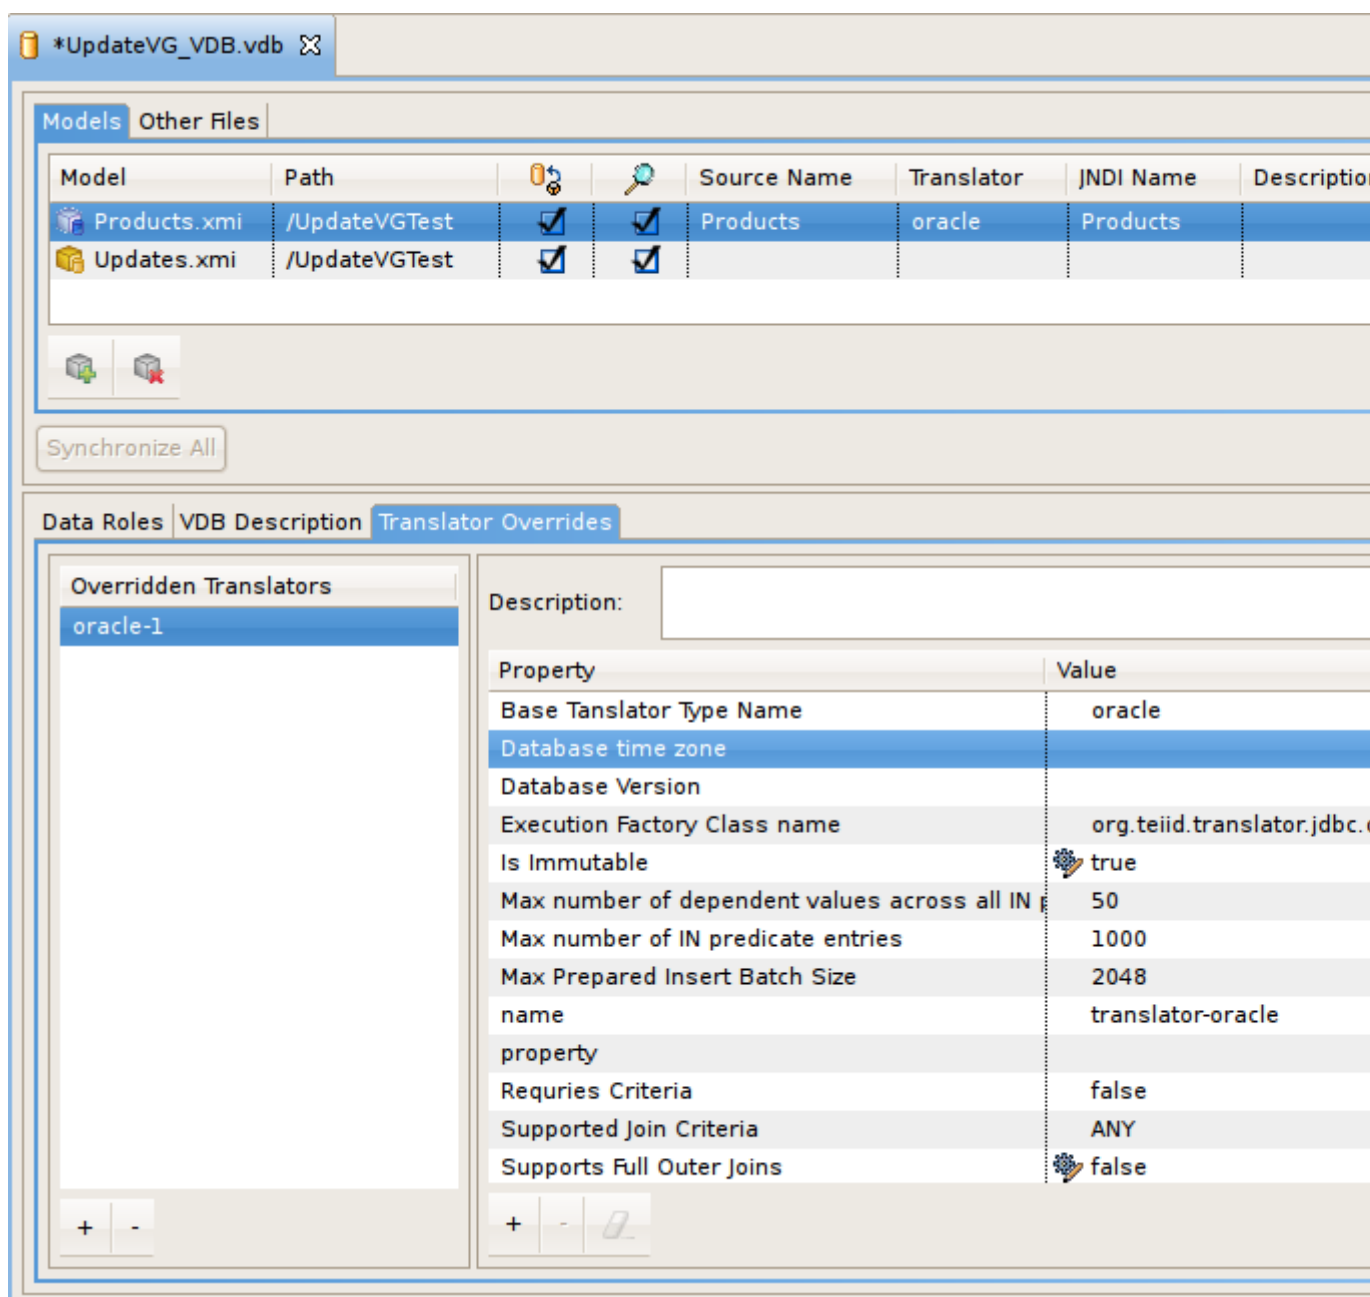 *UpdateVG_VDB.vdb
Models Other Files
Model Path Source Name Translator JNDI Name Descriptio
Products.xmi /UpdateVGTest Products oracle Products
Updates.xmi /UpdateVGTest
Synchronize All
Data Roles VDB Description Translator Overrides
Overridden Translators
oracle-1
Description:
Property Value
Base Tanslator Type Name oracle
Database time zone
Database Version
Execution Factory Class name org.teiid.translator.jdbc.
Is Immutable true
Max number of dependent values across all IN 50
Max number of IN predicate entries 1000
Max Prepared Insert Batch Size 2048
name translator-oracle
property
Requries Criteria false
Supported Join Criteria ANY
Supports Full Outer Joins false
+ -
+ -